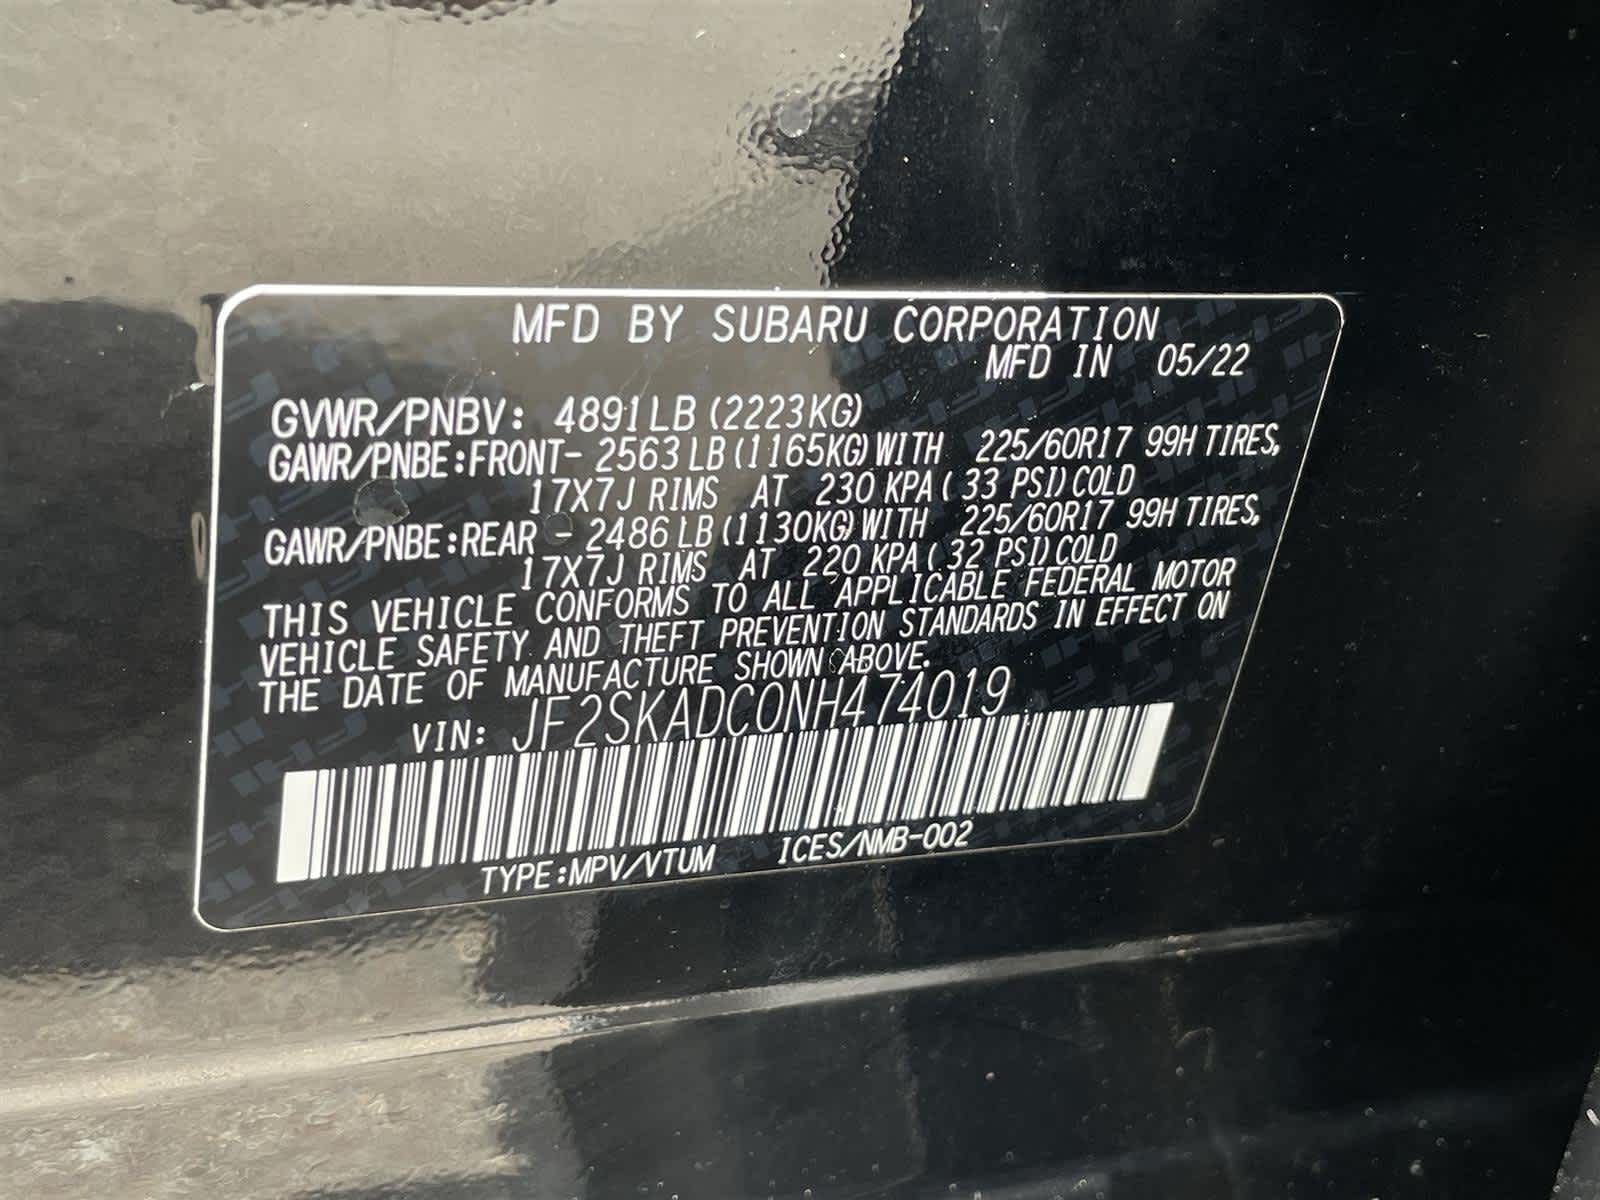 MFD BY SUBARU CORPORATION
MFD IN 05/22
GVWR/PNBV: 4891LB (2223KG)
GAWR/PNBE:FRONT- 2563 LB (1165KG) WITH 225/60R17 99H TIRES,
17X7J RIMS AT 230 KPA ( 33 PSI) COLD
GAWR/PNBE:REAR - 2486 LB (1130KG) WITH 225/60R17 99H TIRES,
17X7J RIMS AT 220 KPA ( 32 PSI) COLD
THIS VEHICLE CONFORMS TO ALL APPLICABLE FEDERAL MOTOR
VEHICLE SAFETY AND THEFT PREVENTION STANDARDS IN EFFECT ON
THE DATE OF MANUFACTURE SHOWN ABOVE.
VIN: JF2SKADC0NH474019
TYPE:MPV/VTUM ICES/NMB-002